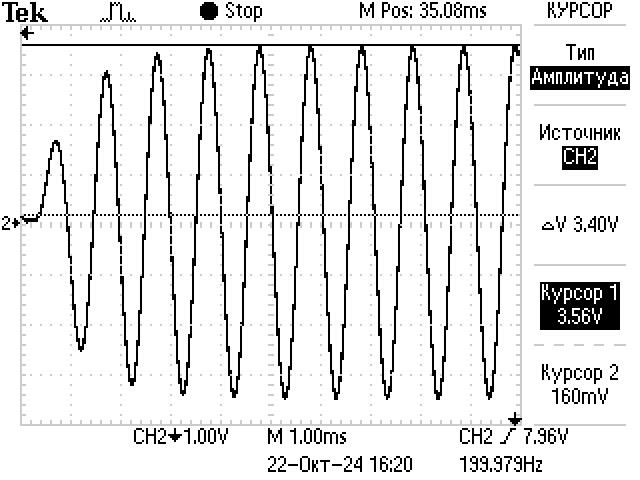 Tek Stop M Pos: 35.08ms КУРСОР
Тип
Амплитуда
Источник
CH2
2
△V 3.40V
Курсор 1
3.56V
Курсор 2
160mV
CH2 1.00V M 1.00ms CH2 7.96V
22-Окт-24 16:20 199.979Hz